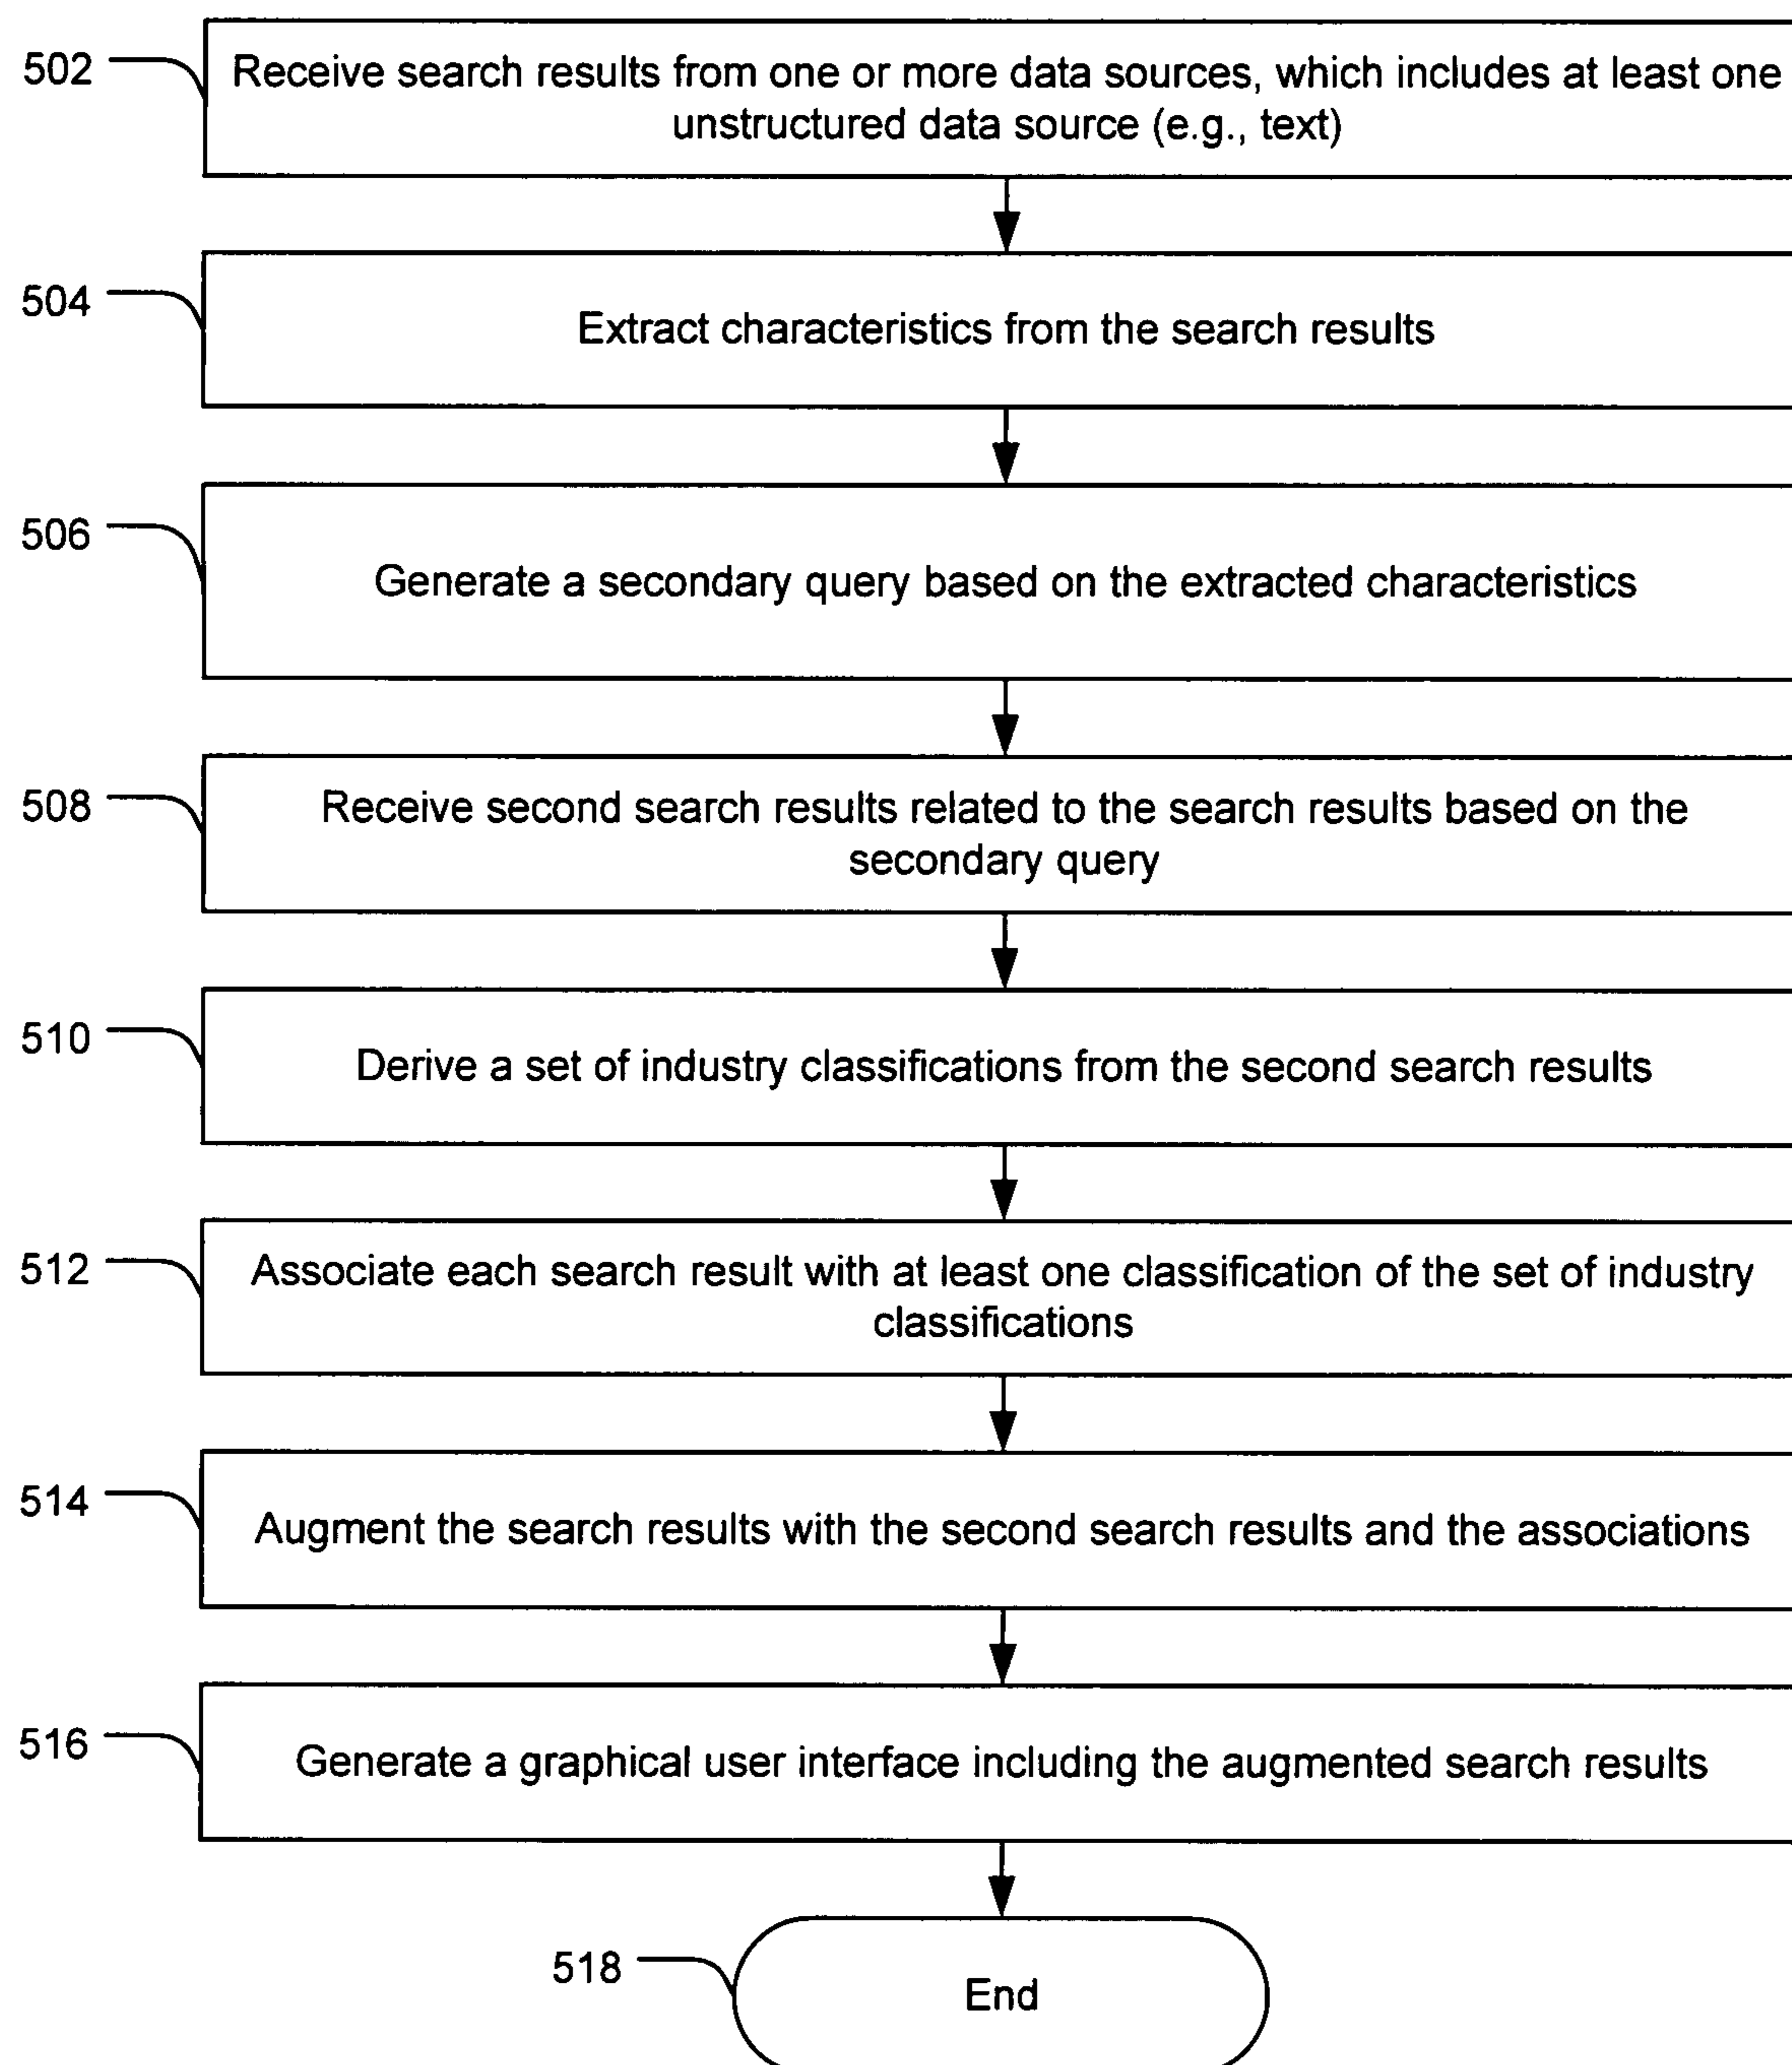 502
Receive search results from one or more data sources, which includes at least one
unstructured data source (e.g., text)
504
Extract characteristics from the search results
506
Generate a secondary query based on the extracted characteristics
508
Receive second search results related to the search results based on the
secondary query
510
Derive a set of industry classifications from the second search results
512
Associate each search result with at least one classification of the set of industry
classifications
514
Augment the search results with the second search results and the associations
516
Generate a graphical user interface including the augmented search results
518
End